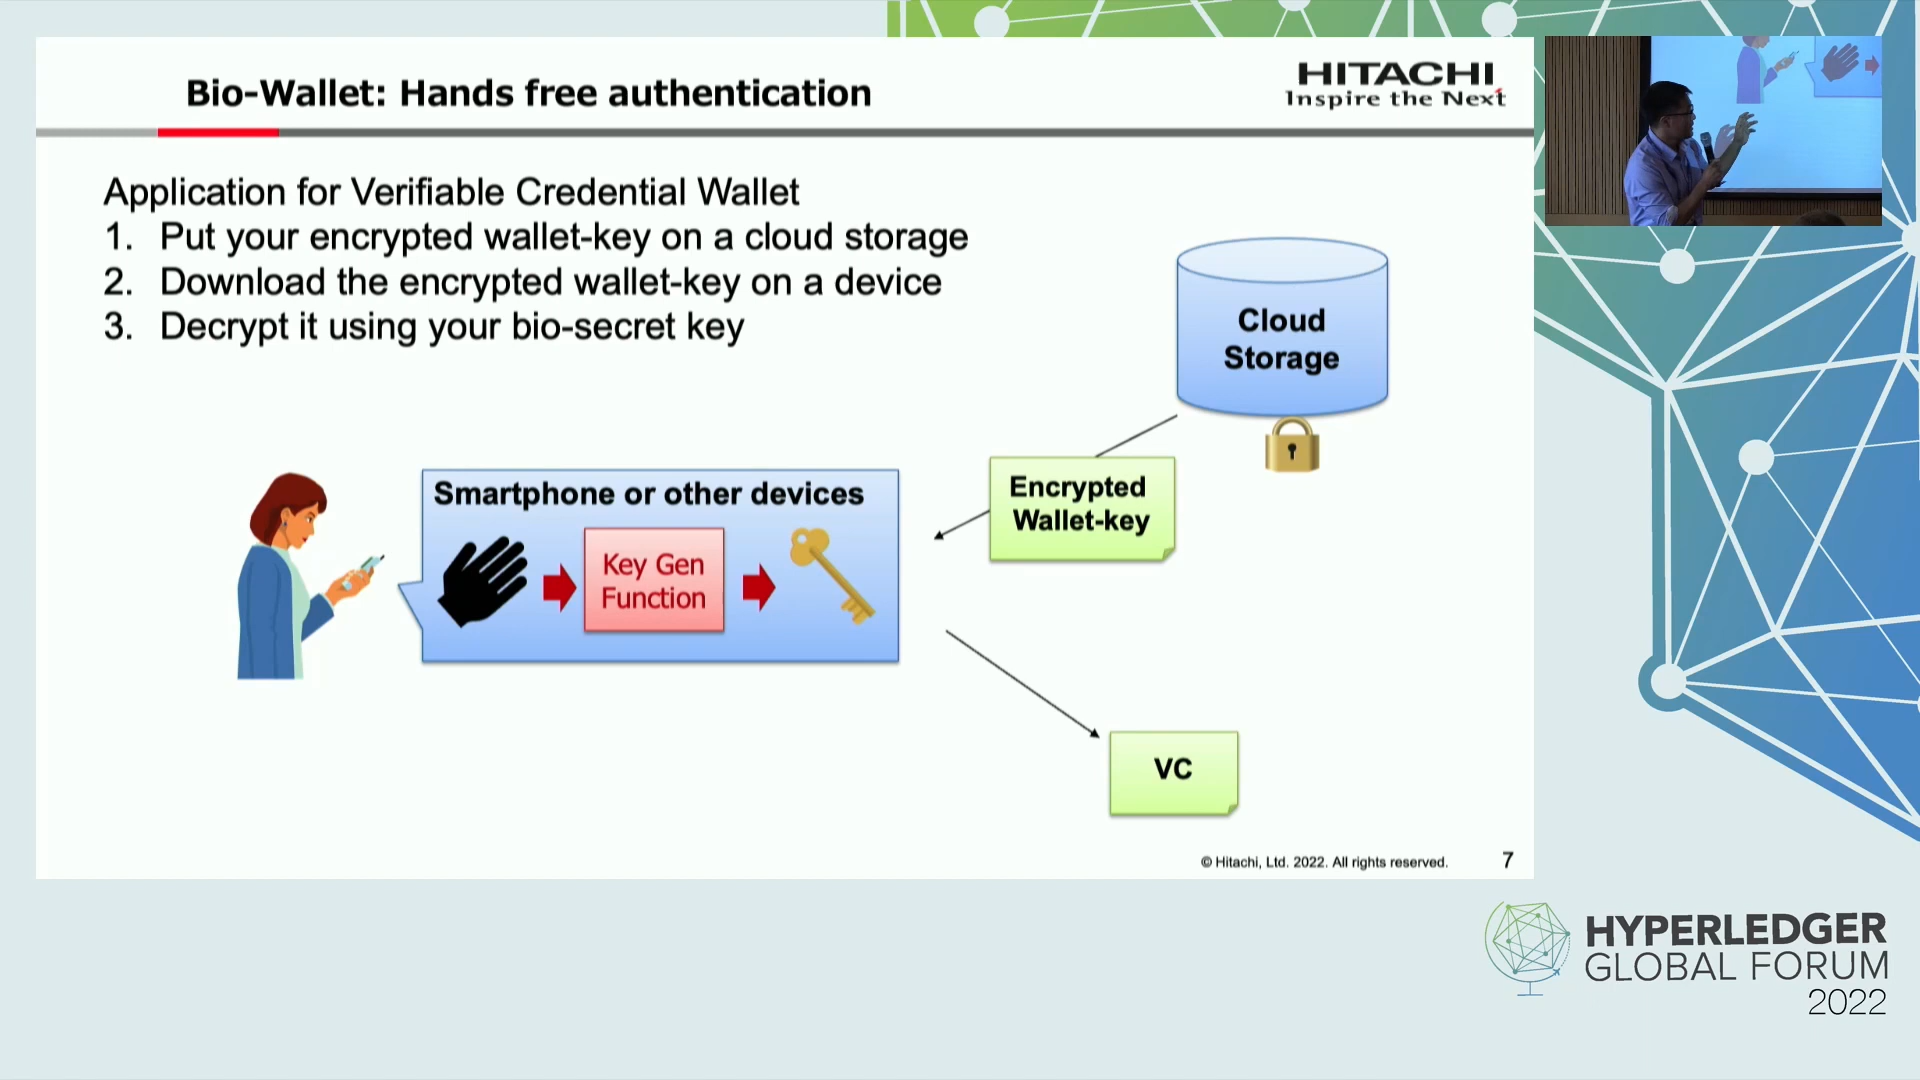 Bio-Wallet: Hands free authentication
HITACHI
Inspire the Next
Application for Verifiable Credential Wallet
1. Put your encrypted wallet-key on a cloud storage
2. Download the encrypted wallet-key on a device
3. Decrypt it using your bio-secret key
Cloud
Storage
Encrypted
Wallet-key
Smartphone or other devices
Key Gen
Function
VC
© Hitachi, Ltd. 2022. All rights reserved.
7
HYPERLEDGER
GLOBAL FORUM
2022